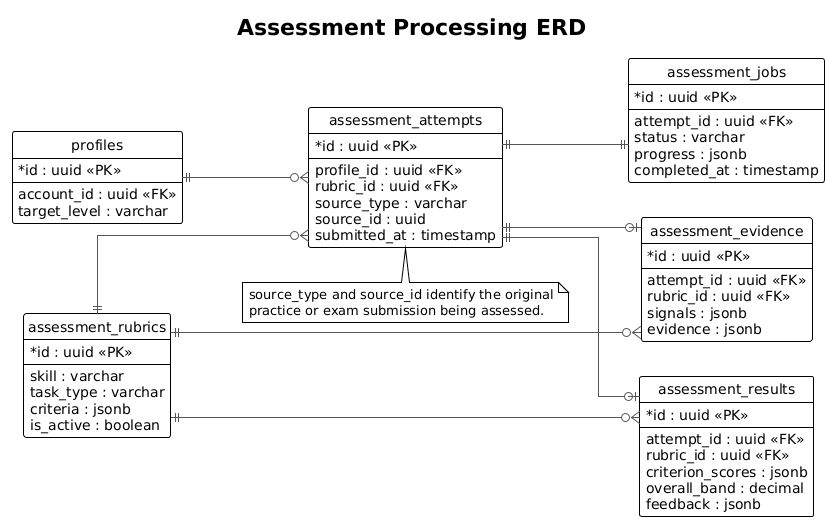 Assessment Processing ERD
profiles
*id : uuid «PK»
account_id : uuid «FK»
target_level : varchar
assessment_attempts
*id : uuid «PK»
profile_id : uuid «FK»
rubric_id : uuid «FK»
source_type : varchar
source_id : uuid
submitted_at : timestamp
assessment_jobs
*id : uuid «PK»
attempt_id : uuid «FK»
status : varchar
progress : jsonb
completed_at : timestamp
source_type and source_id identify the original
practice or exam submission being assessed.
assessment_evidence
*id : uuid «PK»
attempt_id : uuid «FK»
rubric_id : uuid «FK»
signals : jsonb
evidence : jsonb
assessment_rubrics
*id : uuid «PK»
skill : varchar
task_type : varchar
criteria : jsonb
is_active : boolean
assessment_results
*id : uuid «PK»
attempt_id : uuid «FK»
rubric_id : uuid «FK»
criterion_scores : jsonb
overall_band : decimal
feedback : jsonb